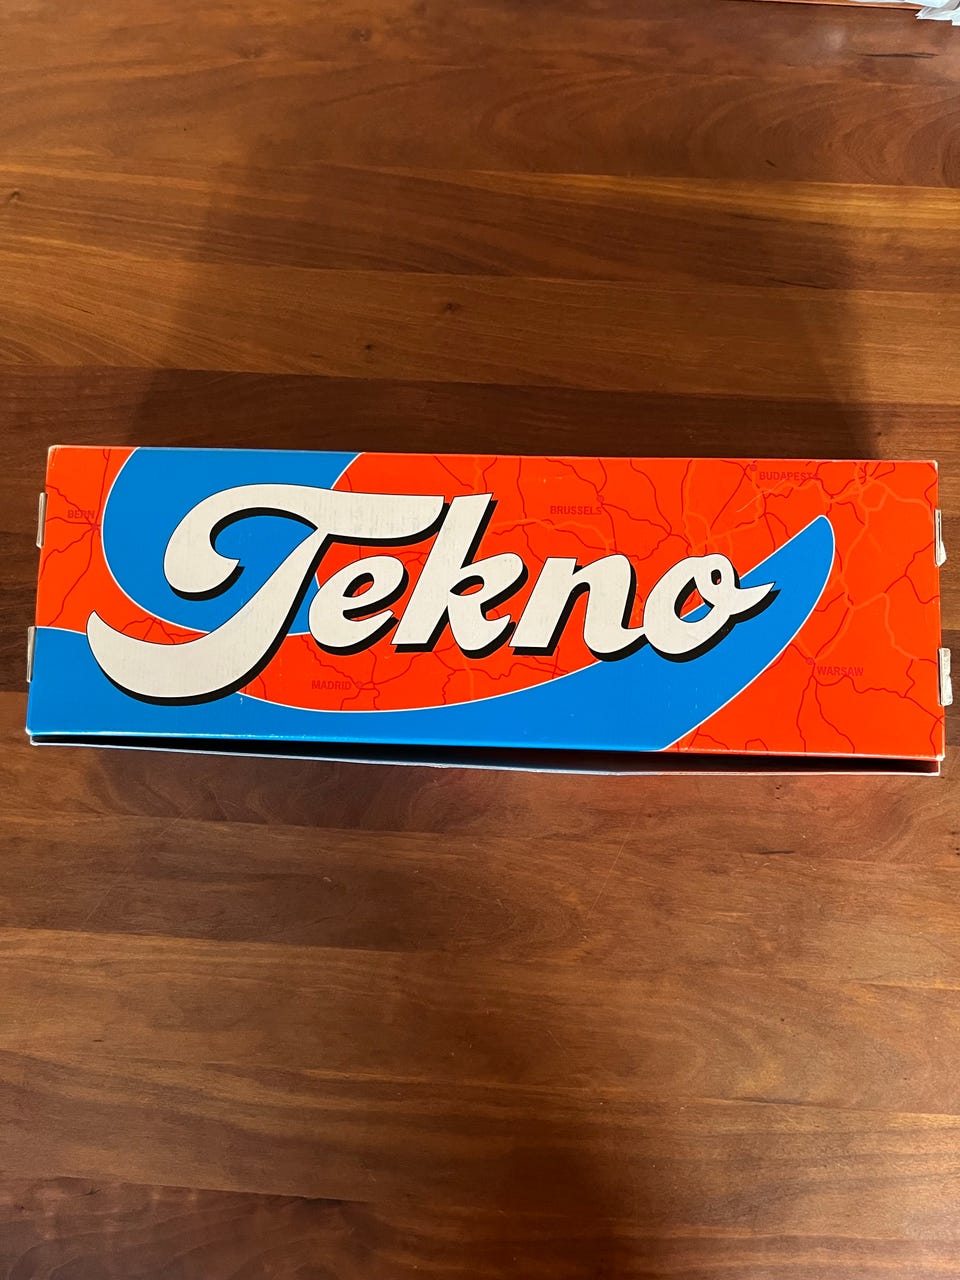 BERN
BRUSSELS
BUDAPEST
Tekno
MADRID
WARSAW